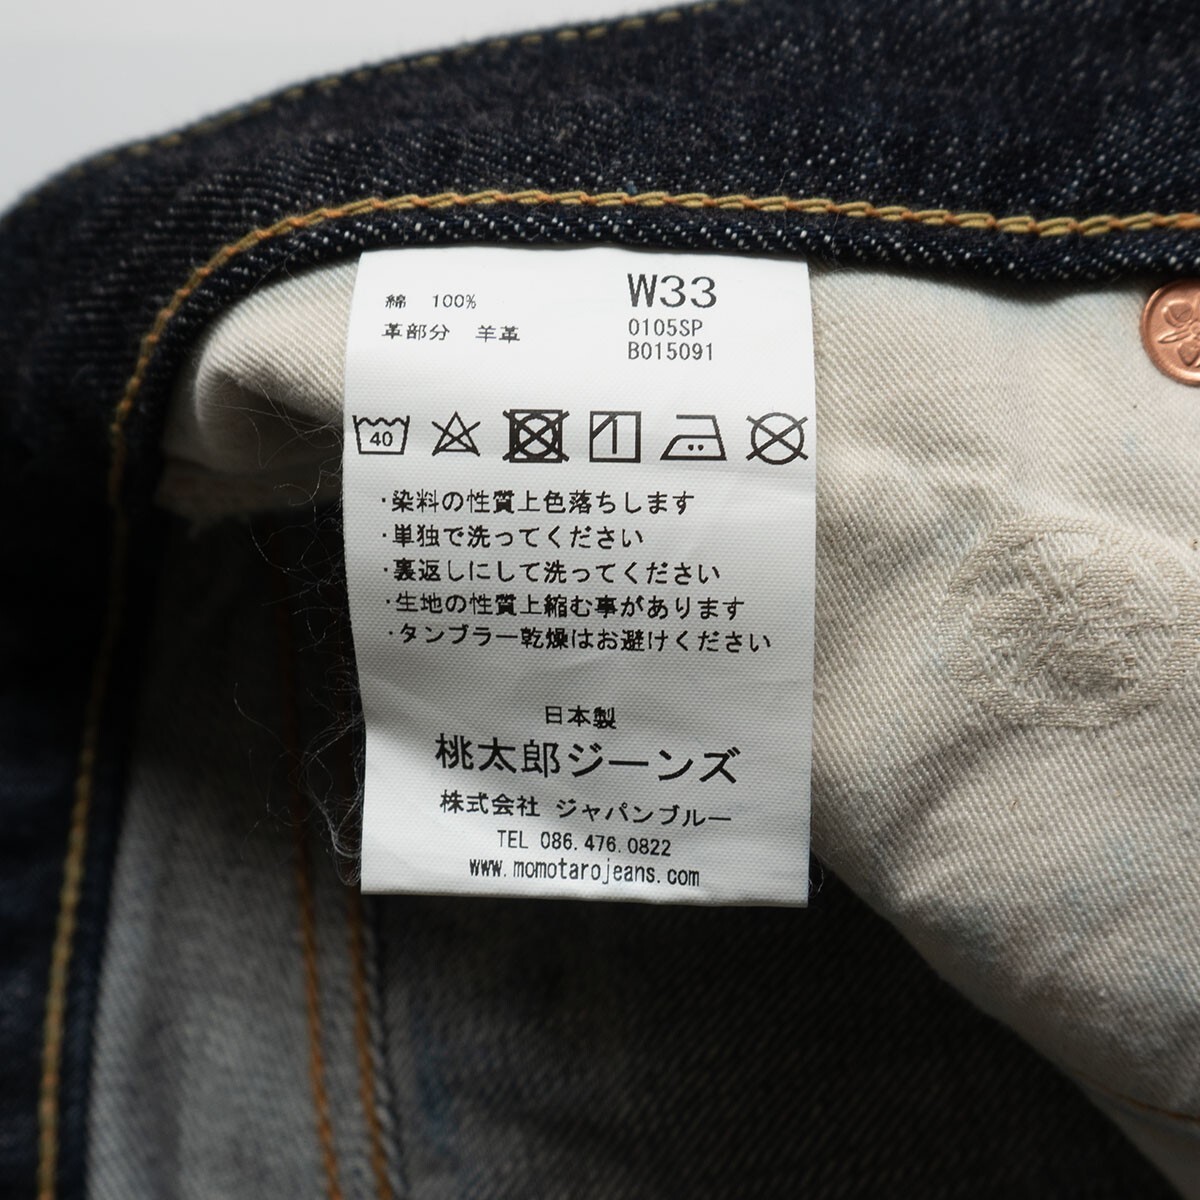 綿 100%
革部分 羊革
W33
0105SP
B015091
40
・染料の性質上色落ちします
・単独で洗ってください
・裏返しにして洗ってください
・生地の性質上縮む事があります
・タンブラー乾燥はお避けください
日本製
桃太郎ジーンズ
株式会社 ジャパンブルー
TEL 086.476.0822
www.momotarojeans.com